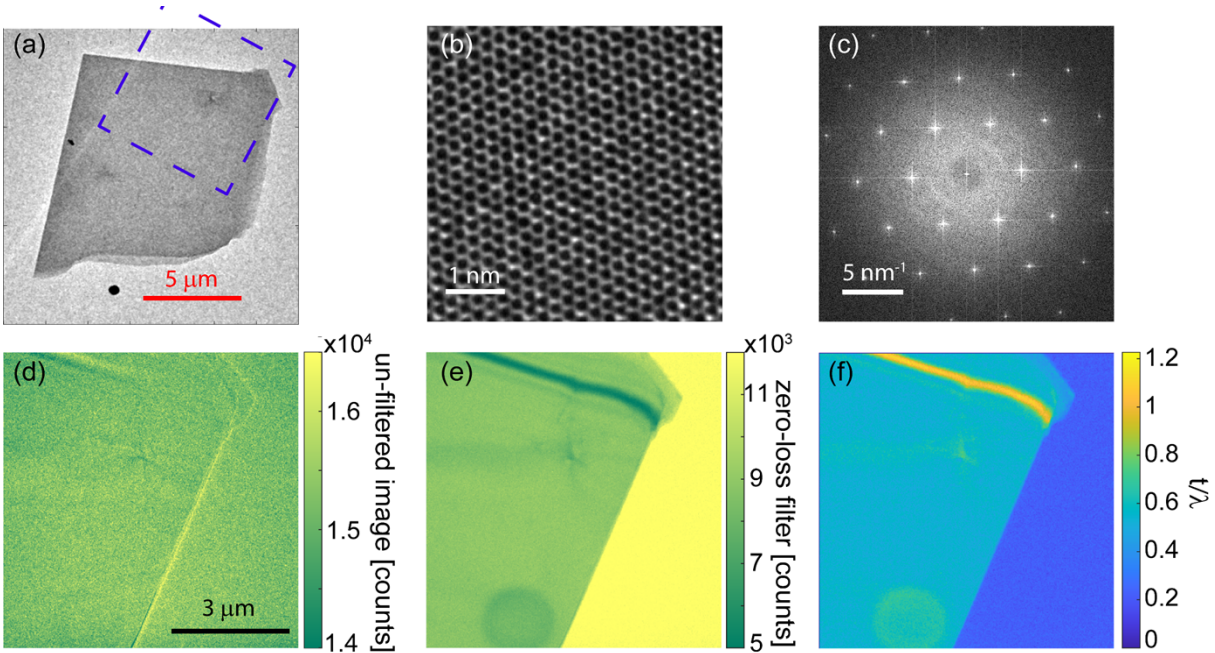 (a)
5 μm
(b)
1 nm
(c)
5 nm⁻¹
(d)
3 μm
x10⁴
1.6
1.5
1.4
un-filtered image [counts]
(e)
x10³
11
9
7
5
zero-loss filter [counts]
(f)
1.2
1
0.8
0.6
0.4
0.2
0
t/λ